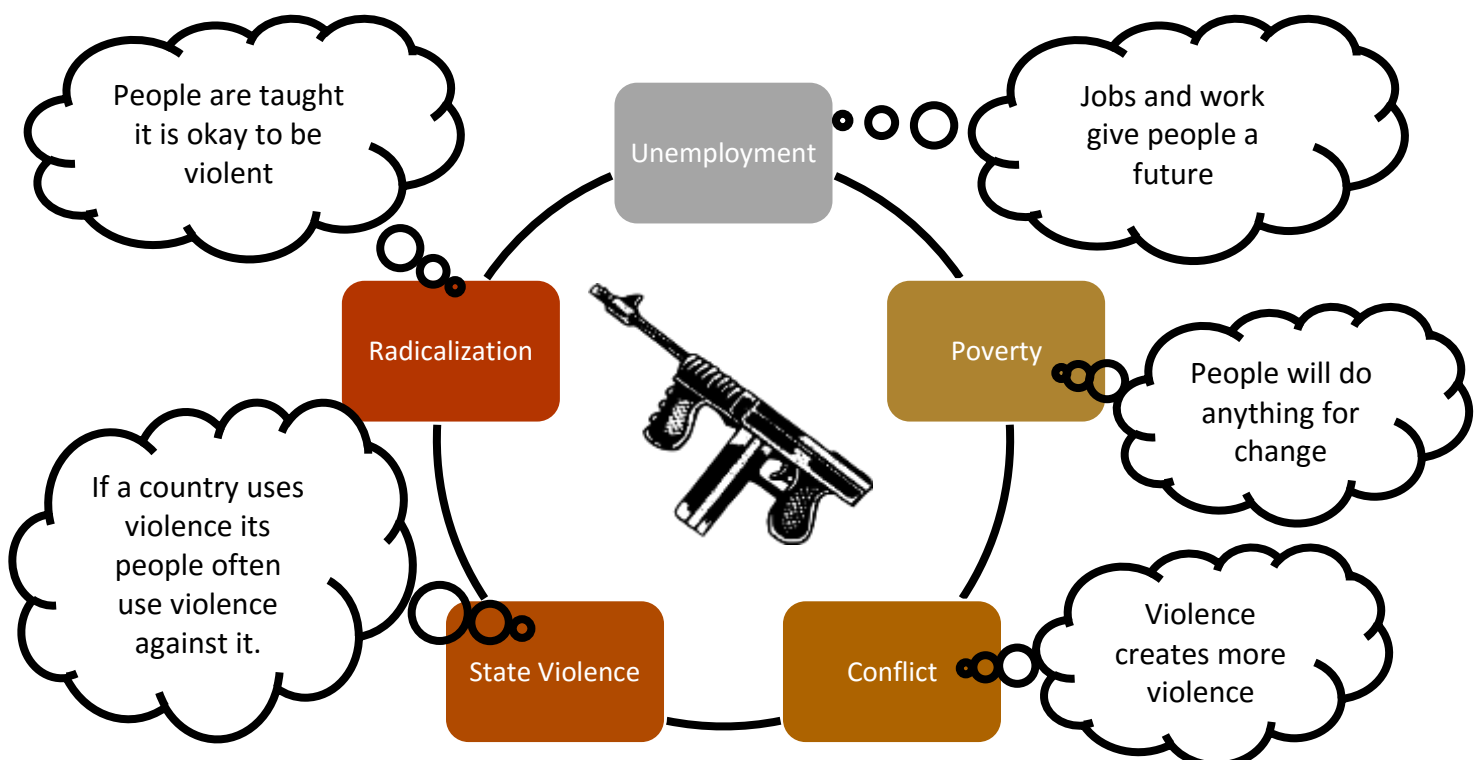 People are taught
it is okay to be
violent
Unemployment
Jobs and work
give people a
future
Radicalization
Poverty
People will do
anything for
change
If a country uses
violence its
people often
use violence
against it.
State Violence
Conflict
Violence
creates more
violence